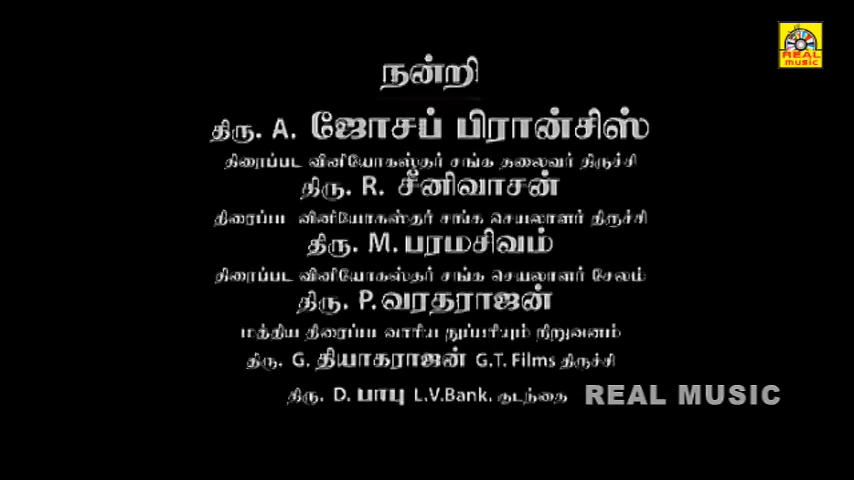 REAL
music
நன்றி
திரு. A. ஜோசப் பிரான்சிஸ்
திரைப்பட வினியோகஸ்தர் சங்க தலைவர் திருச்சி
திரு. R. சீனிவாசன்
திரைப்பட வினியோகஸ்தர் சங்க செயலாளர் திருச்சி
திரு. M. பரமசிவம்
திரைப்பட வினியோகஸ்தர் சங்க செயலாளர் சேலம்
திரு. P. வரதராஜன்
மத்திய திரைப்பட வாரிய துப்பரியும் நிறுவனம்
திரு. G. தியாகராஜன் G.T. Films திருச்சி
திரு. D. பாபு L.V.Bank. குடந்தை
REAL MUSIC